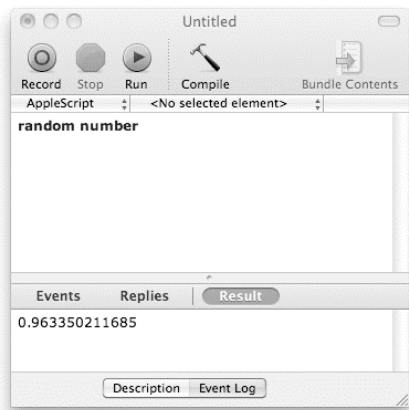 Untitled
Record Stop Run Compile Bundle Contents
AppleScript <No selected element>
random number
Events Replies Result
0.963350211685
Description Event Log